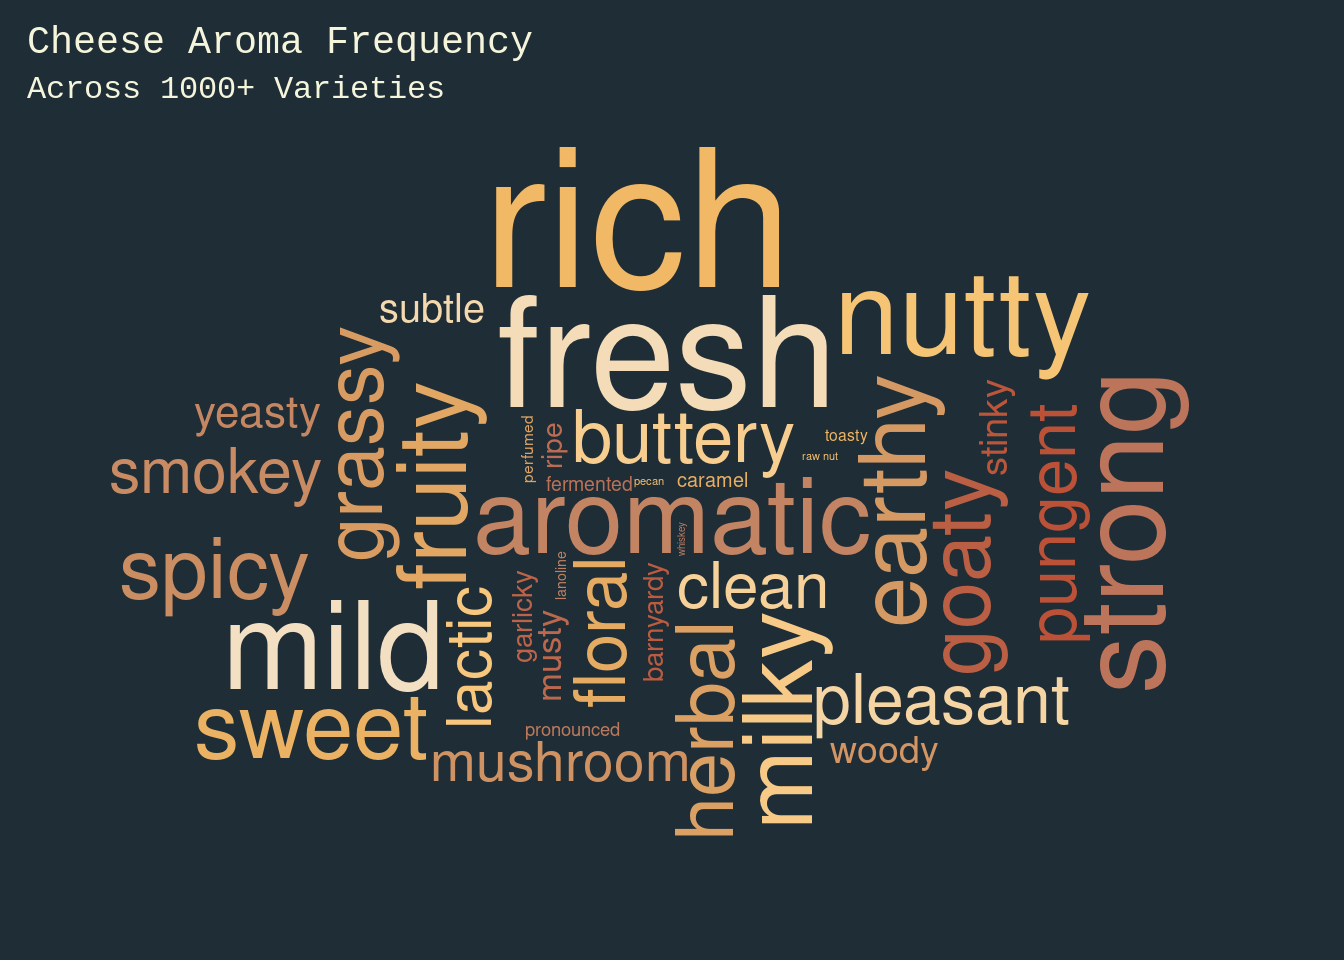 Cheese Aroma Frequency
Across 1000+ Varieties
rich
nutty
subtle
fresh
grassy
fruity
yeasty
smokey
perfumed
ripe
buttery
toasty
raw nut
earthy
stinky
pungent
strong
fermented
pecan
caramel
aromatic
whiskey
goaty
spicy
mild
lactic
garlicky
lanoline
musty
floral
barnyardy
clean
herbal
milky
pleasant
sweet
pronounced
mushroom
woody